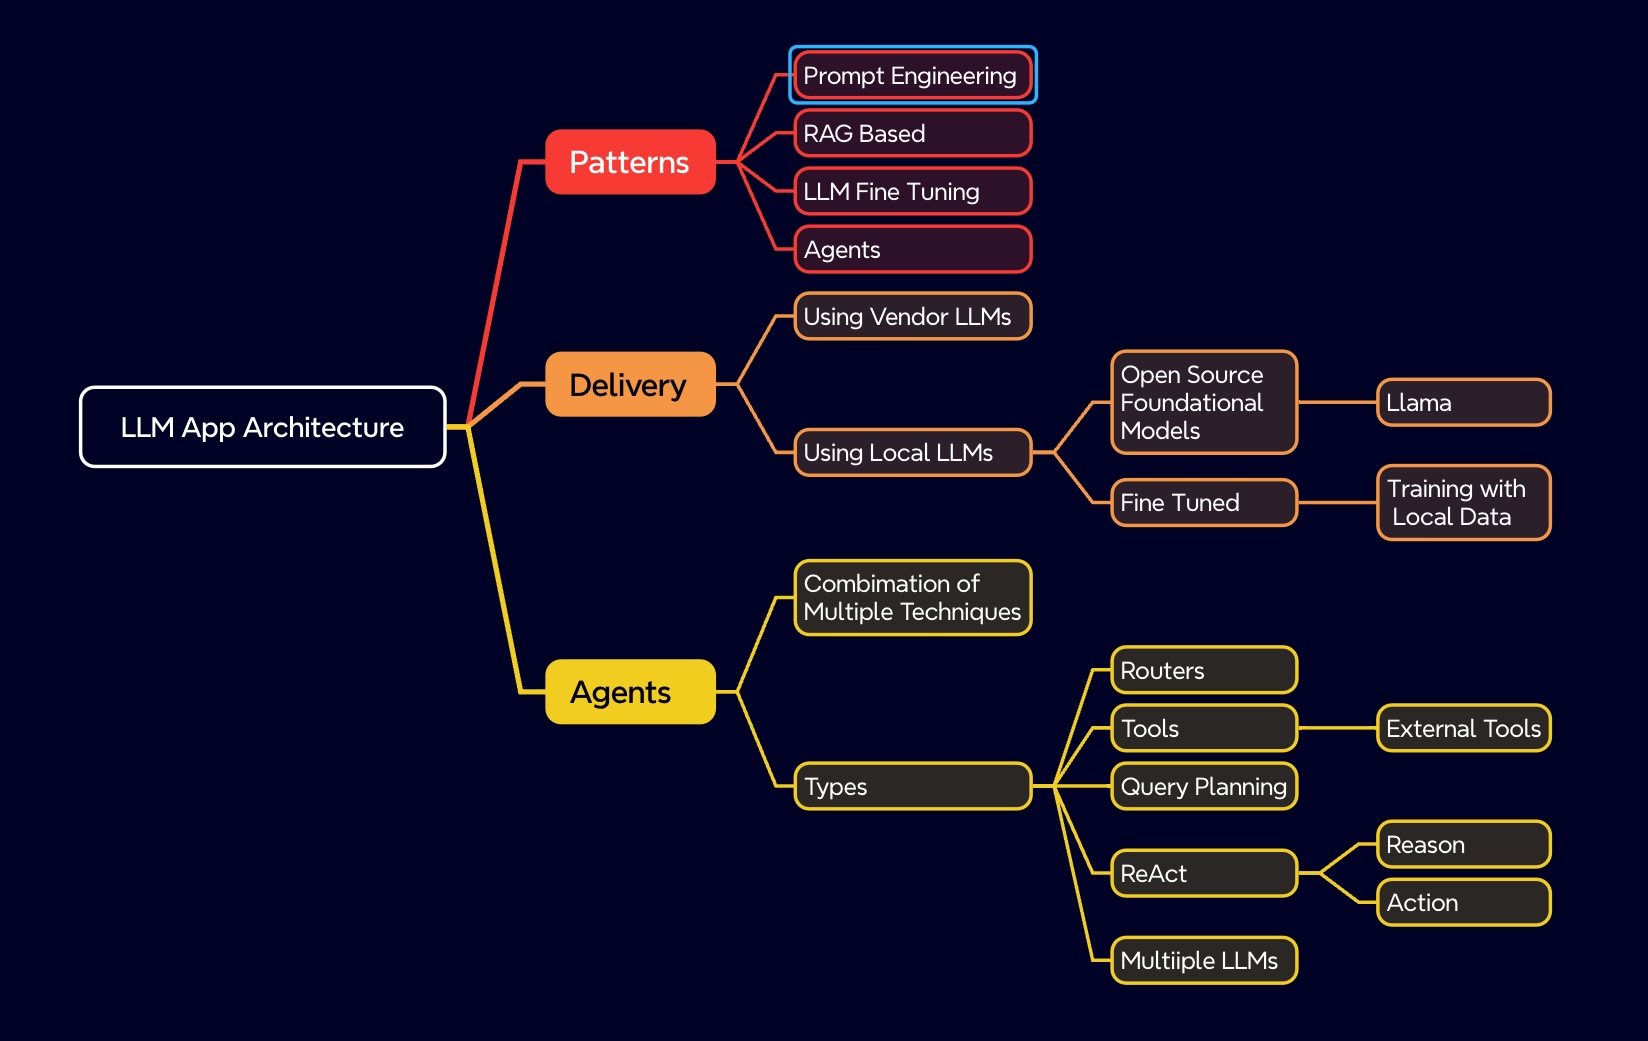 LLM App Architecture
Patterns
Prompt Engineering
RAG Based
LLM Fine Tuning
Agents
Delivery
Using Vendor LLMs
Using Local LLMs
Open Source
Foundational
Models
Llama
Fine Tuned
Training with
Local Data
Agents
Combimation of
Multiple Techniques
Types
Routers
Tools
External Tools
Query Planning
ReAct
Reason
Action
Multiiple LLMs